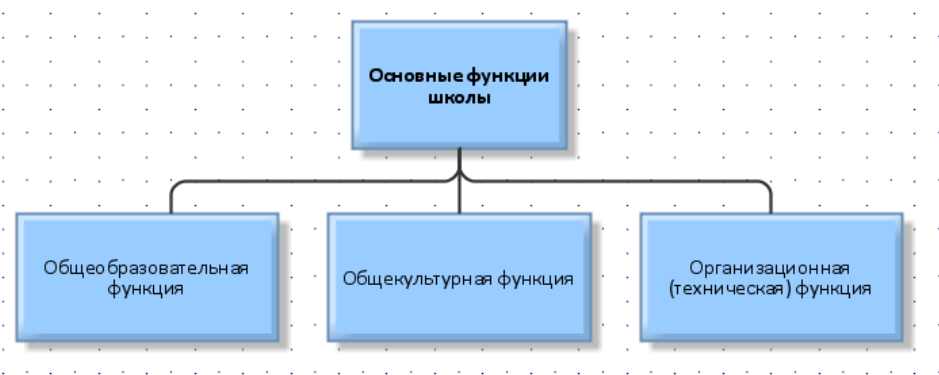 Основные функции
школы
Общеобразовательная
функция
Общекультурная функция
Организационная
(техническая) функция